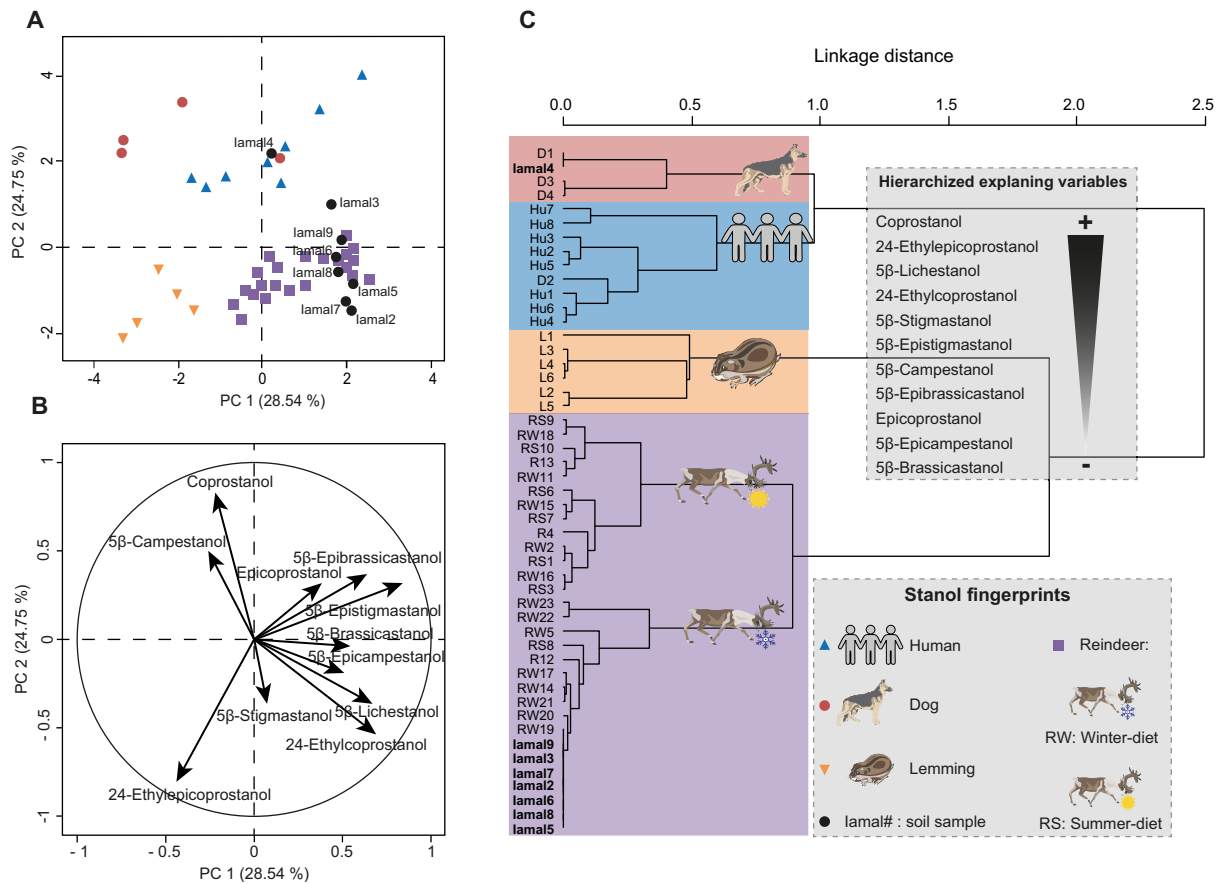 A
4
2
0
-2
-4
-2
0
2
4
PC 2 (24.75 %)
PC 1 (28.54 %)
Iamal4
Iamal3
Iamal9
Iamal6
Iamal8
Iamal5
Iamal7
Iamal2
B
1
0.5
0
- 0.5
-1
- 1
- 0.5
0
0.5
1
PC 2 (24.75 %)
PC 1 (28.54 %)
Coprostanol
5β-Campestanol
5β-Epibrassicastanol
Epicoprostanol
5β-Epistigmastanol
5β-Brassicastanol
5β-Epicampestanol
5β-Stigmastanol
5β-Lichestanol
24-Ethylcoprostanol
24-Ethylepicoprostanol
C
Linkage distance
0.0
0.5
1.0
1.5
2.0
2.5
D1
Iamal4
D3
D4
Hu7
Hu8
Hu3
Hu2
Hu5
D2
Hu1
Hu6
Hu4
L1
L3
L4
L6
L2
L5
RS9
RW18
RS10
R13
RW11
RS6
RW15
RS7
R4
RW2
RS1
RW16
RS3
RW23
RW22
RW5
RS8
R12
RW17
RW14
RW21
RW20
RW19
Iamal9
Iamal3
Iamal7
Iamal2
Iamal6
Iamal8
Iamal5
Hierarchized explaning variables
Coprostanol
24-Ethylepicoprostanol
5β-Lichestanol
24-Ethylcoprostanol
5β-Stigmastanol
5β-Epistigmastanol
5β-Campestanol
5β-Epibrassicastanol
Epicoprostanol
5β-Epicampestanol
5β-Brassicastanol
+
-
Stanol fingerprints
Human
Dog
Lemming
Iamal# : soil sample
Reindeer:
RW: Winter-diet
RS: Summer-diet